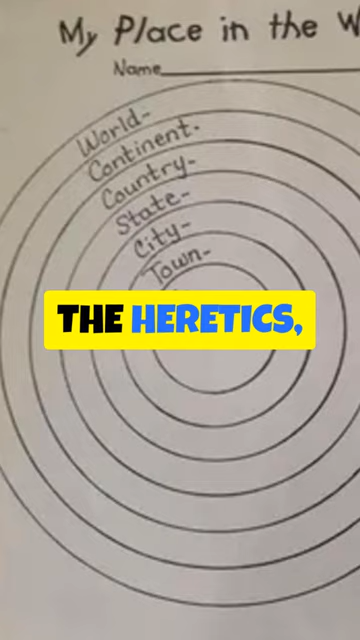 My Place in the W
Name
World-
Continent-
Country-
State-
City-
Town-
THE HERETICS,